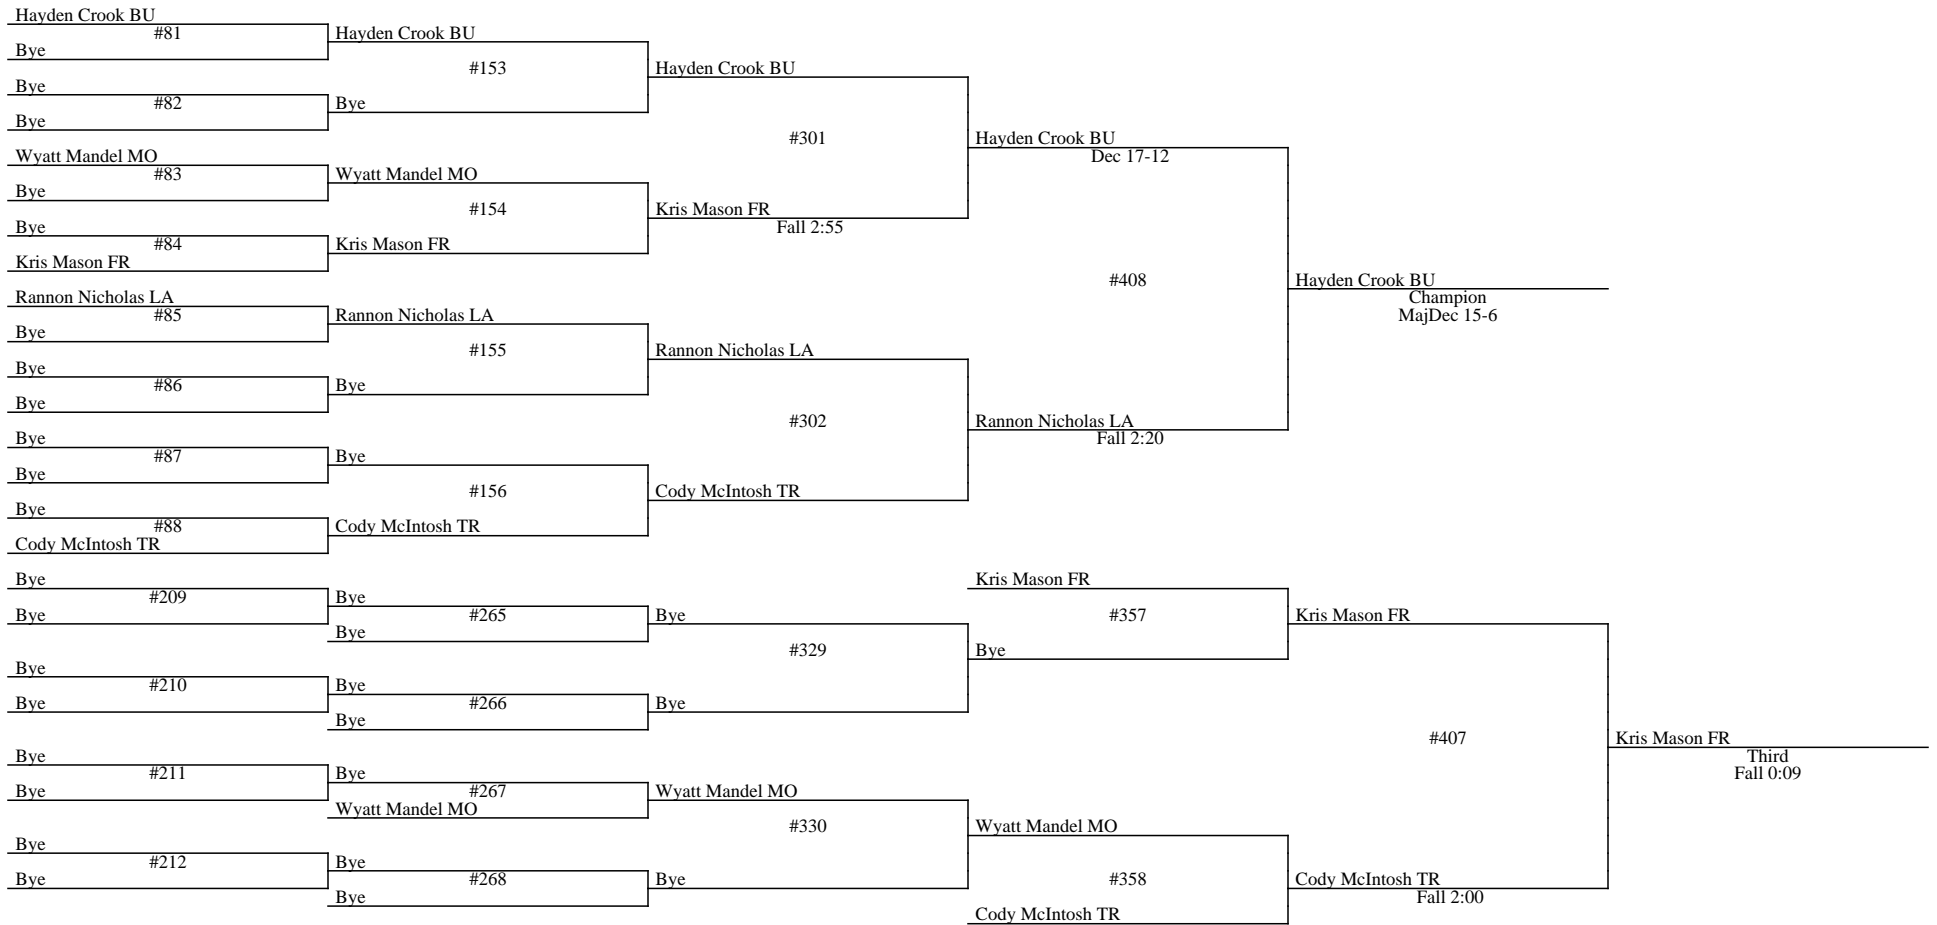 Hayden Crook BU
#81
Hayden Crook BU
Bye
#153
Hayden Crook BU
Bye
#82
Bye
Bye
#301
Hayden Crook BU
Dec 17-12
Wyatt Mandel MO
#83
Wyatt Mandel MO
Bye
#154
Kris Mason FR
Fall 2:55
Bye
#84
Kris Mason FR
Kris Mason FR
#408
Hayden Crook BU
Champion
MajDec 15-6
Rannon Nicholas LA
#85
Rannon Nicholas LA
Bye
#155
Rannon Nicholas LA
Bye
#86
Bye
Bye
#302
Rannon Nicholas LA
Fall 2:20
Bye
#87
Bye
Bye
#156
Cody McIntosh TR
Bye
#88
Cody McIntosh TR
Cody McIntosh TR
Bye
#209
Bye
Bye
#265
Bye
Bye
Kris Mason FR
#357
Kris Mason FR
#329
Bye
Bye
#210
Bye
Bye
#266
Bye
Bye
#407
Kris Mason FR
Third
Fall 0:09
Bye
#211
Bye
Bye
#267
Wyatt Mandel MO
Wyatt Mandel MO
#330
Wyatt Mandel MO
Bye
#212
Bye
Bye
#268
Bye
Bye
#358
Cody McIntosh TR
Fall 2:00
Cody McIntosh TR